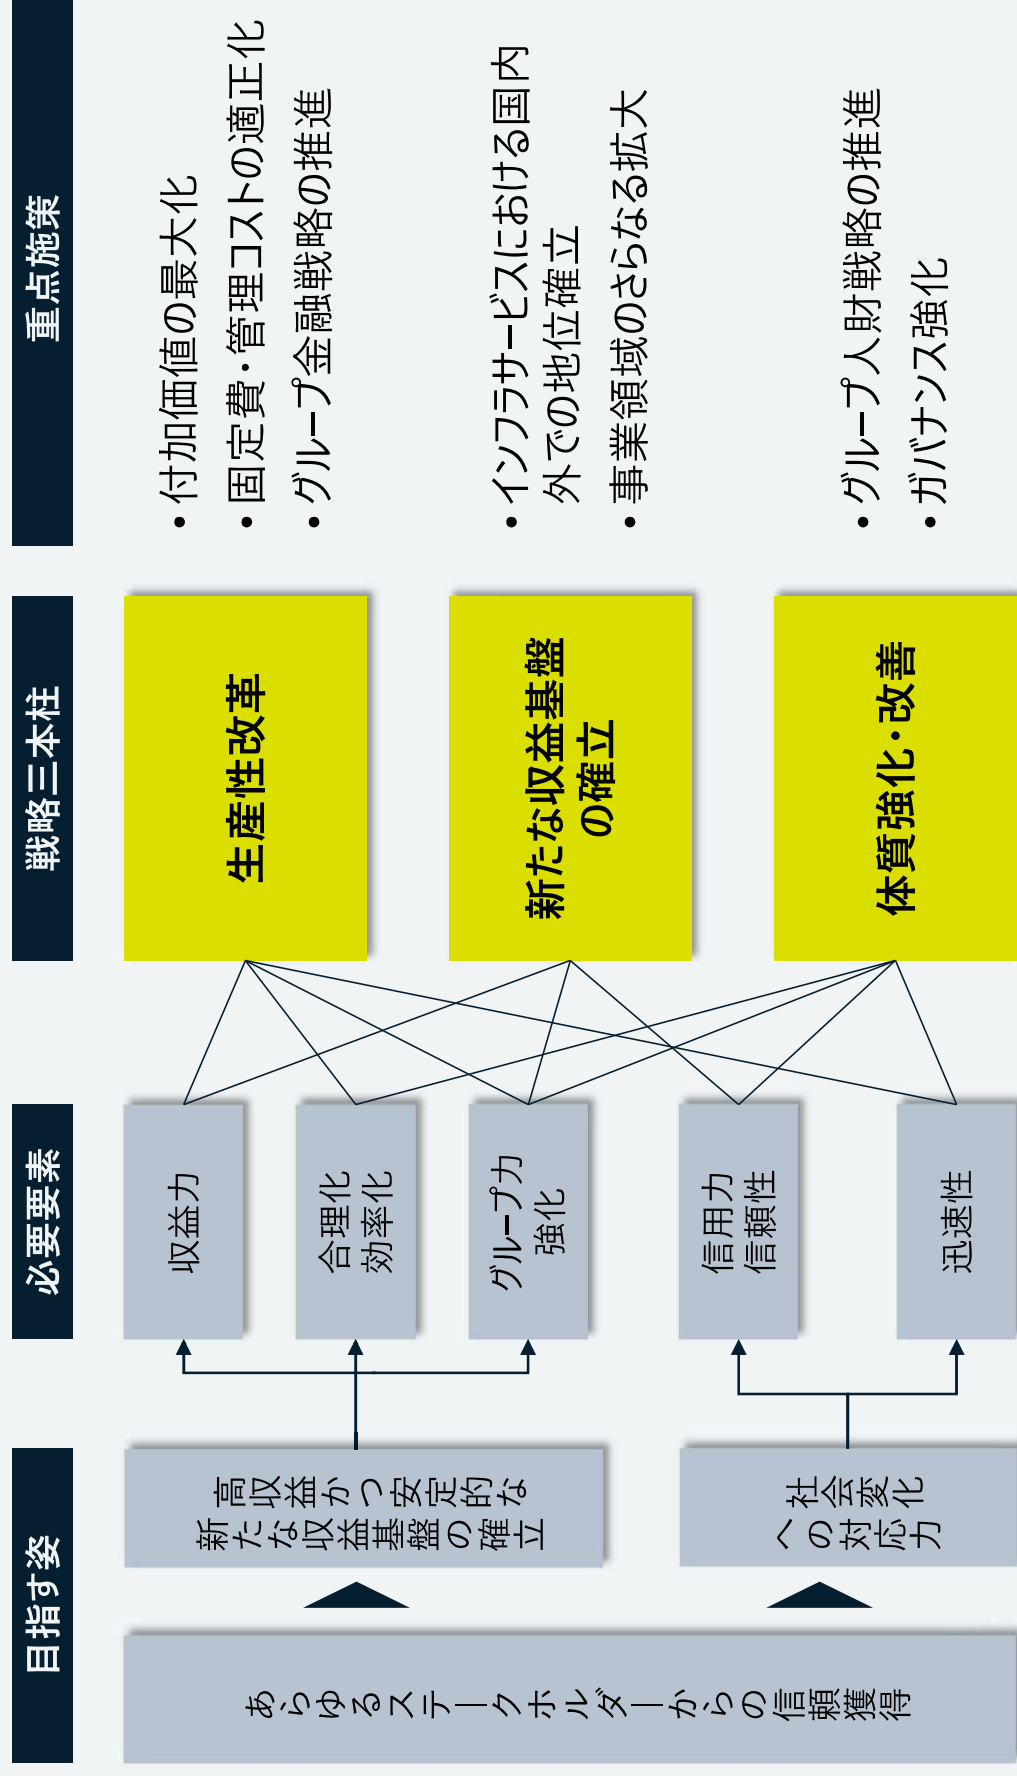 目指す姿
必要要素
戦略三本柱
重点施策
あらゆるステークホルダーからの信頼獲得
高収益かつ安定的な
新たな収益基盤の確立
社会変化
への対応力
収益力
合理化
効率化
グループ力
強化
信用力
信頼性
迅速性
生産性改革
新たな収益基盤
の確立
体質強化・改善
• 付加価値の最大化
• 固定費・管理コストの適正化
• グループ金融戦略の推進
• インフラサービスにおける国内
外での地位確立
• 事業領域のさらなる拡大
• グループ人財戦略の推進
• ガバナンス強化